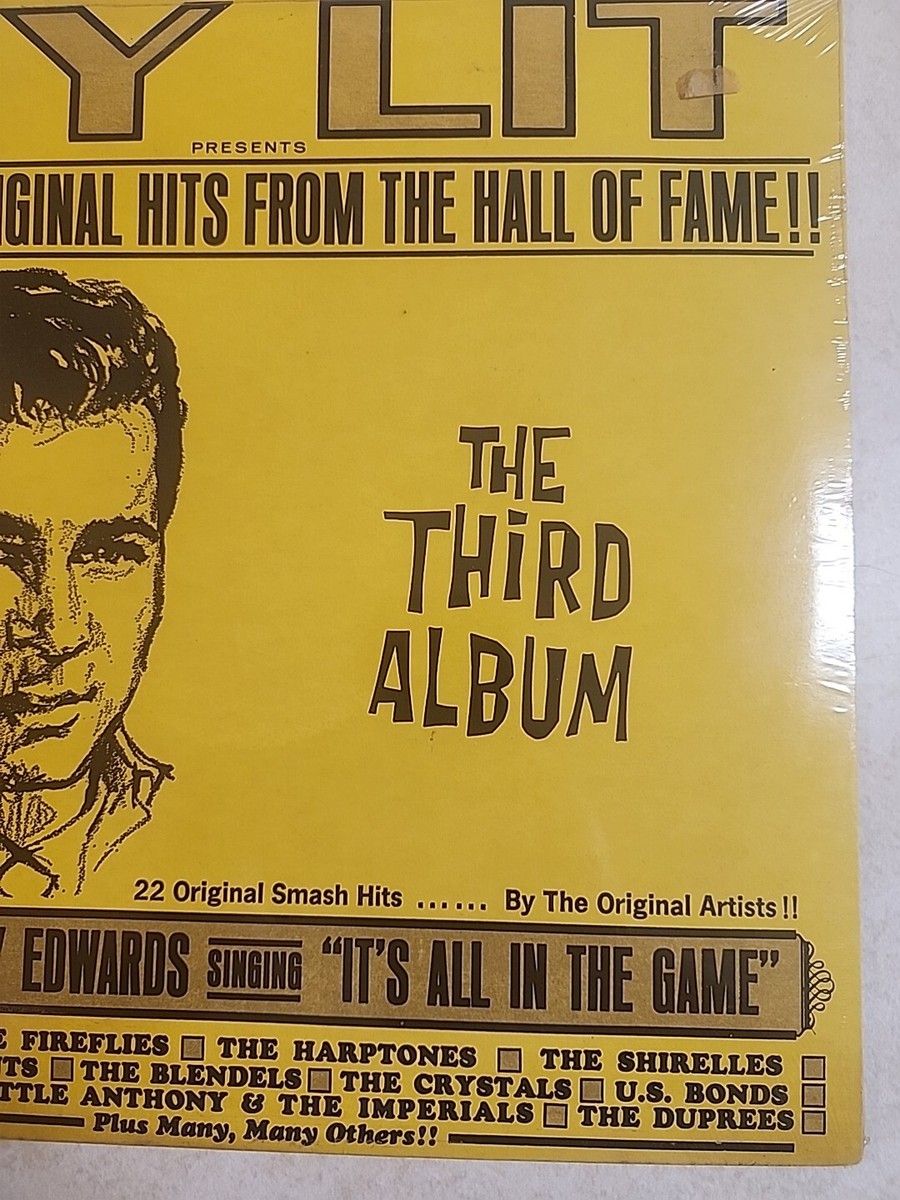 Y LIT
PRESENTS
IGINAL HITS FROM THE HALL OF FAME!!
THE
THiRD
ALBUM
22 Original Smash Hits ...... By The Original Artists!!
Y EDWARDS SINGING "IT'S ALL IN THE GAME"
E FIREFLIES THE HARPTONES THE SHIRELLES
TS THE BLENDELS THE CRYSTALS U.S. BONDS
TTLE ANTHONY & THE IMPERIALS THE DUPREES
Plus Many, Many Others!!